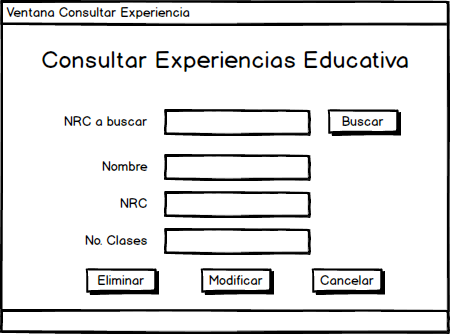 Ventana Consultar Experiencia
Consultar Experiencias Educativa
NRC a buscar
Buscar
Nombre
NRC
No. Clases
Eliminar
Modificar
Cancelar